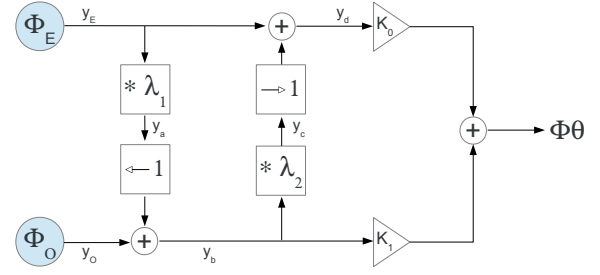 Φ_E y_E + y_d K_0
* λ_1 → 1
y_a y_c + Φθ
← 1 * λ_2
Φ_O y_O + y_b K_1